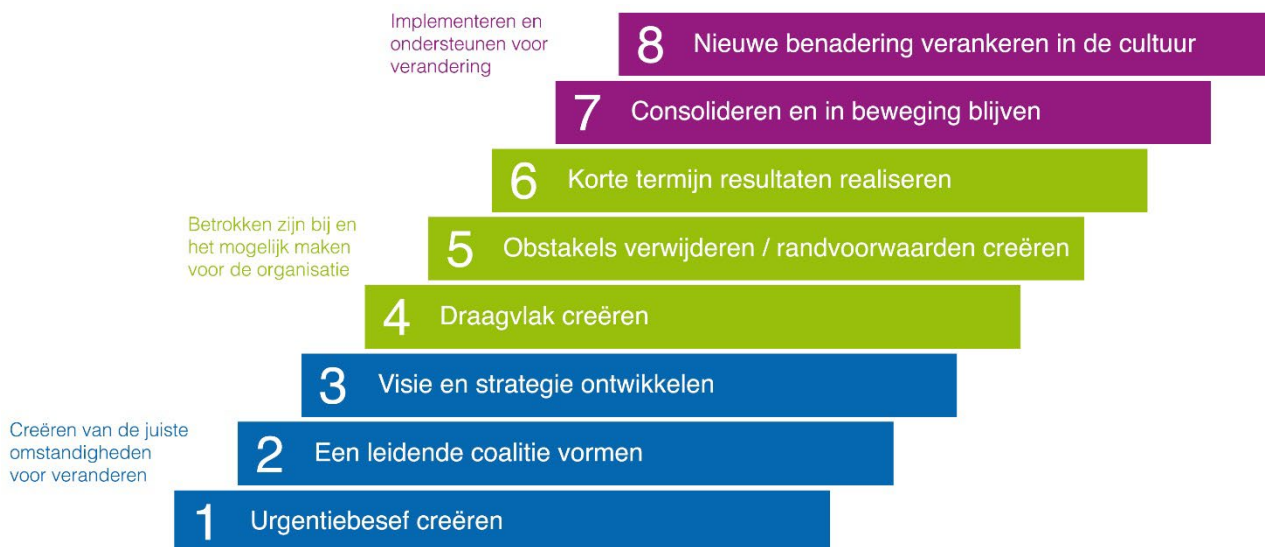 Implementeren en
ondersteunen voor
verandering
8 Nieuwe benadering verankeren in de cultuur
7 Consolideren en in beweging blijven
6 Korte termijn resultaten realiseren
Betrokken zijn bij en
het mogelijk maken
voor de organisatie
5 Obstakels verwijderen / randvoorwaarden creëren
4 Draagvlak creëren
3 Visie en strategie ontwikkelen
Creëren van de juiste
omstandigheden
voor veranderen
2 Een leidende coalitie vormen
1 Urgentiebesef creëren